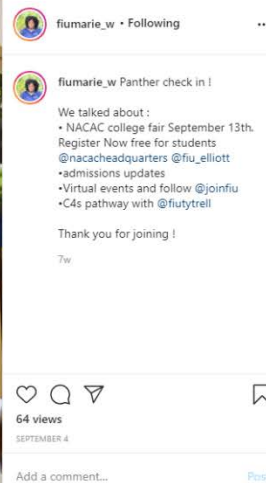 fiumarie_w • Following
fiumarie_w Panther check in !
We talked about :
• NACAC college fair September 13th.
Register Now free for students
@nacacheadquarters @fiu_elliott
•admissions updates
•Virtual events and follow @joinfiu
•C4s pathway with @fiutytrell
Thank you for joining !
7w
64 views
SEPTEMBER 4
Add a comment...